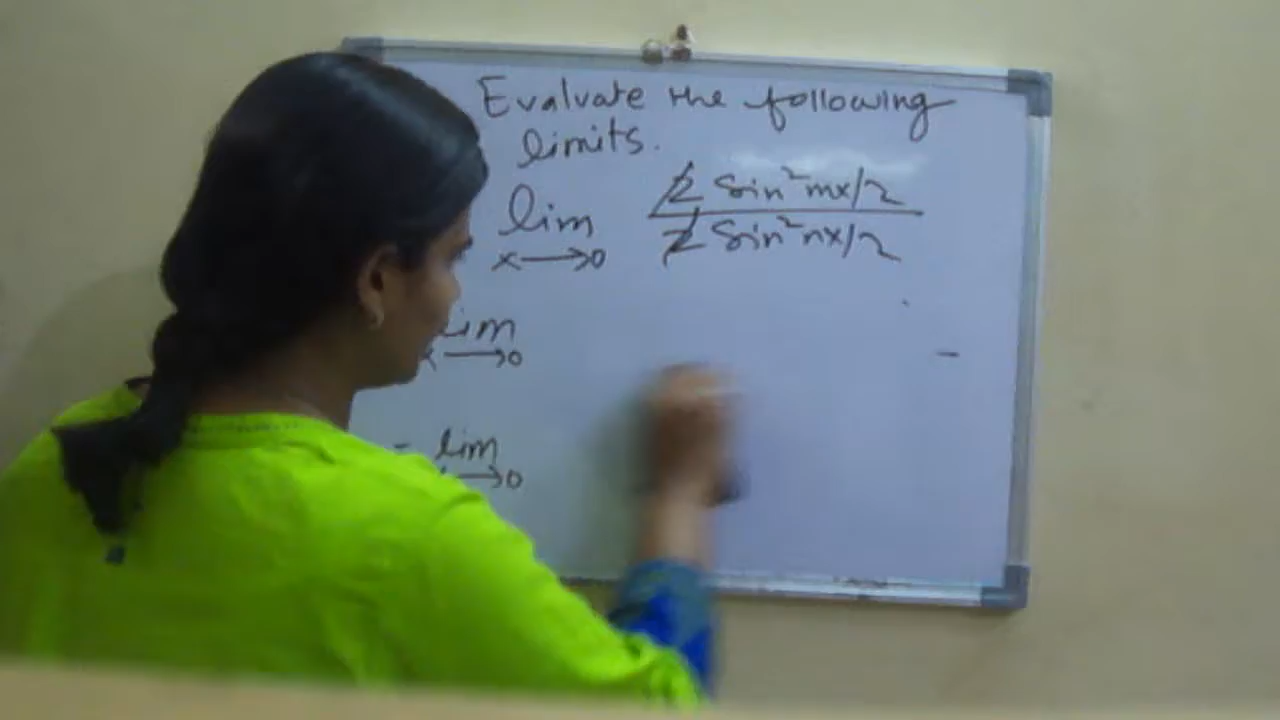 Evaluate the following
limits.
lim x→0 2 Sin²mx/2 / 2 Sin²nx/2
lim x→0
- lim →0